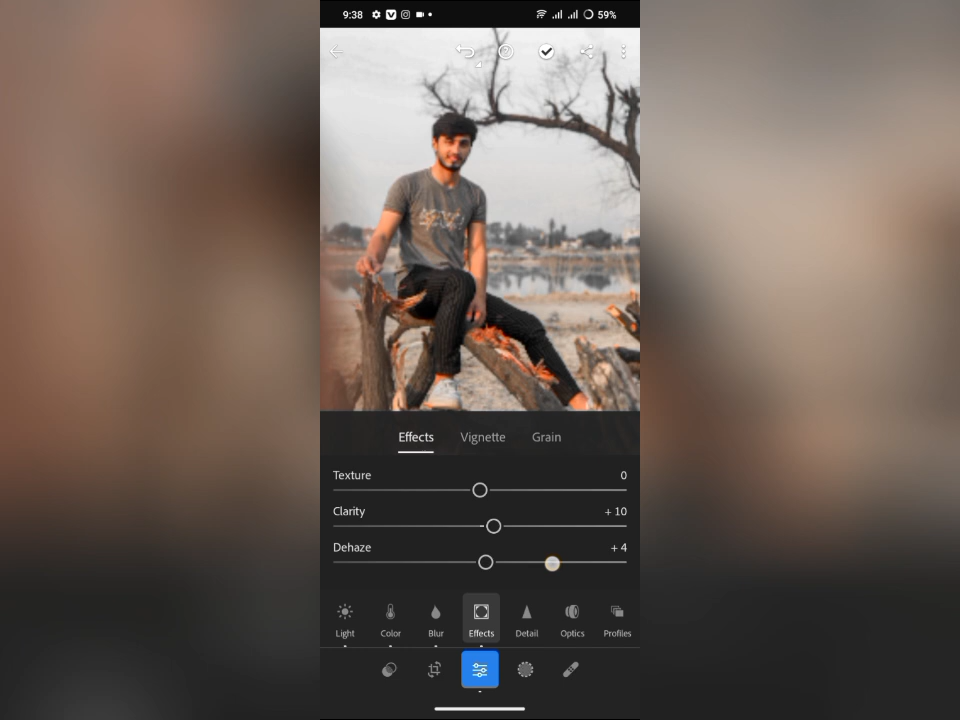 9:38
59%
Effects Vignette Grain
Texture 0
Clarity + 10
Dehaze + 4
Light Color Blur Effects Detail Optics Profiles